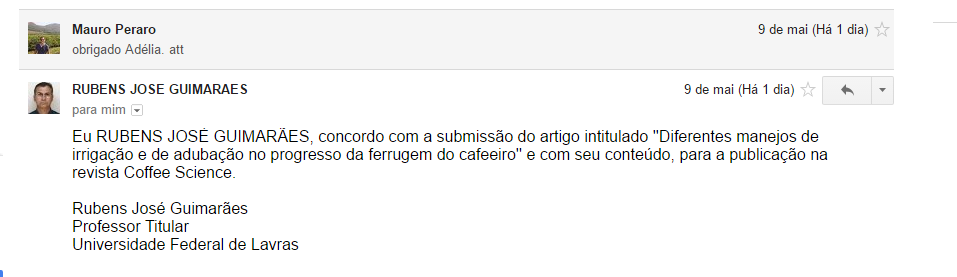 Mauro Peraro 9 de mai (Há 1 dia)
obrigado Adélia. att
RUBENS JOSE GUIMARAES 9 de mai (Há 1 dia)
para mim
Eu RUBENS JOSÉ GUIMARÃES, concordo com a submissão do artigo intitulado "Diferentes manejos de
irrigação e de adubação no progresso da ferrugem do cafeeiro" e com seu conteúdo, para a publicação na
revista Coffee Science.
Rubens José Guimarães
Professor Titular
Universidade Federal de Lavras